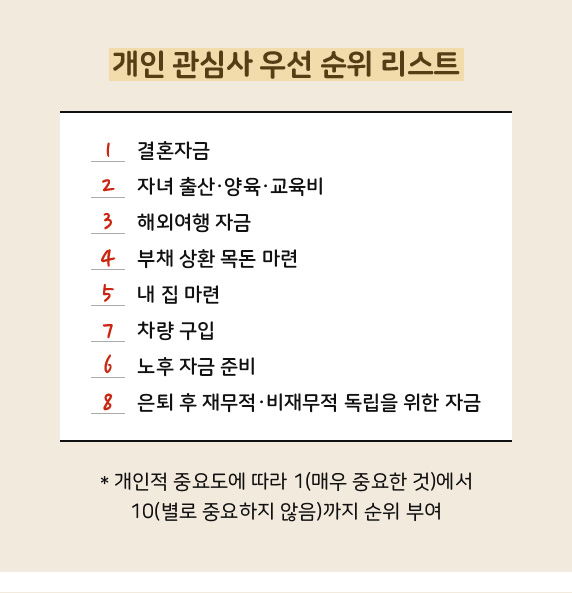 개인 관심사 우선 순위 리스트
1 결혼자금
2 자녀 출산·양육·교육비
3 해외여행 자금
4 부채 상환 목돈 마련
5 내 집 마련
7 차량 구입
6 노후 자금 준비
8 은퇴 후 재무적·비재무적 독립을 위한 자금
* 개인적 중요도에 따라 1(매우 중요한 것)에서
10(별로 중요하지 않음)까지 순위 부여